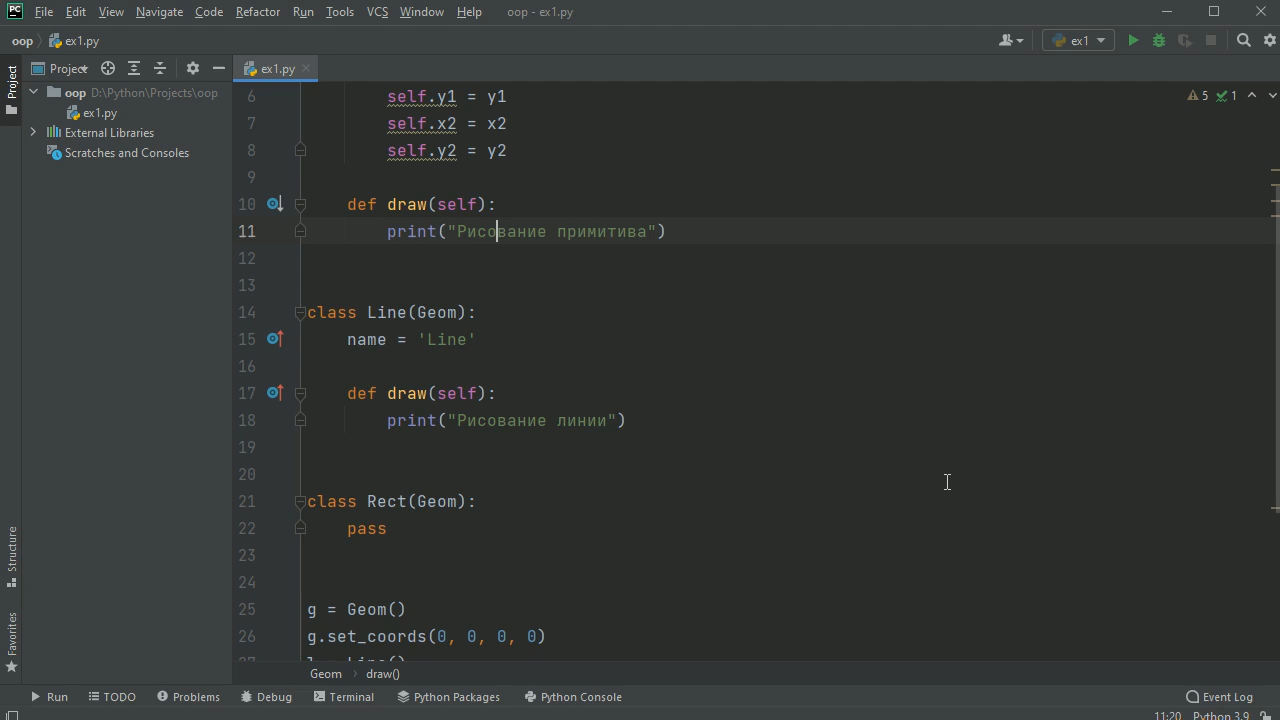 PC File Edit View Navigate Code Refactor Run Tools VCS Window Help oop - ex1.py
oop ex1.py ex1
Project ex1.py
Project
oop D:\Python\Projects\oop
ex1.py
External Libraries
Scratches and Consoles
5 1
6 self.y1 = y1
7 self.x2 = x2
8 self.y2 = y2
9
10 def draw(self):
11 print("Рисование примитива")
12
13
14 class Line(Geom):
15 name = 'Line'
16
17 def draw(self):
18 print("Рисование линии")
19
20
21 class Rect(Geom):
22 pass
23
24
25 g = Geom()
26 g.set_coords(0, 0, 0, 0)
27 l = Line()
Structure
Favorites
Geom draw()
Run TODO Problems Debug Terminal Python Packages Python Console Event Log
11:20 Python 3.9